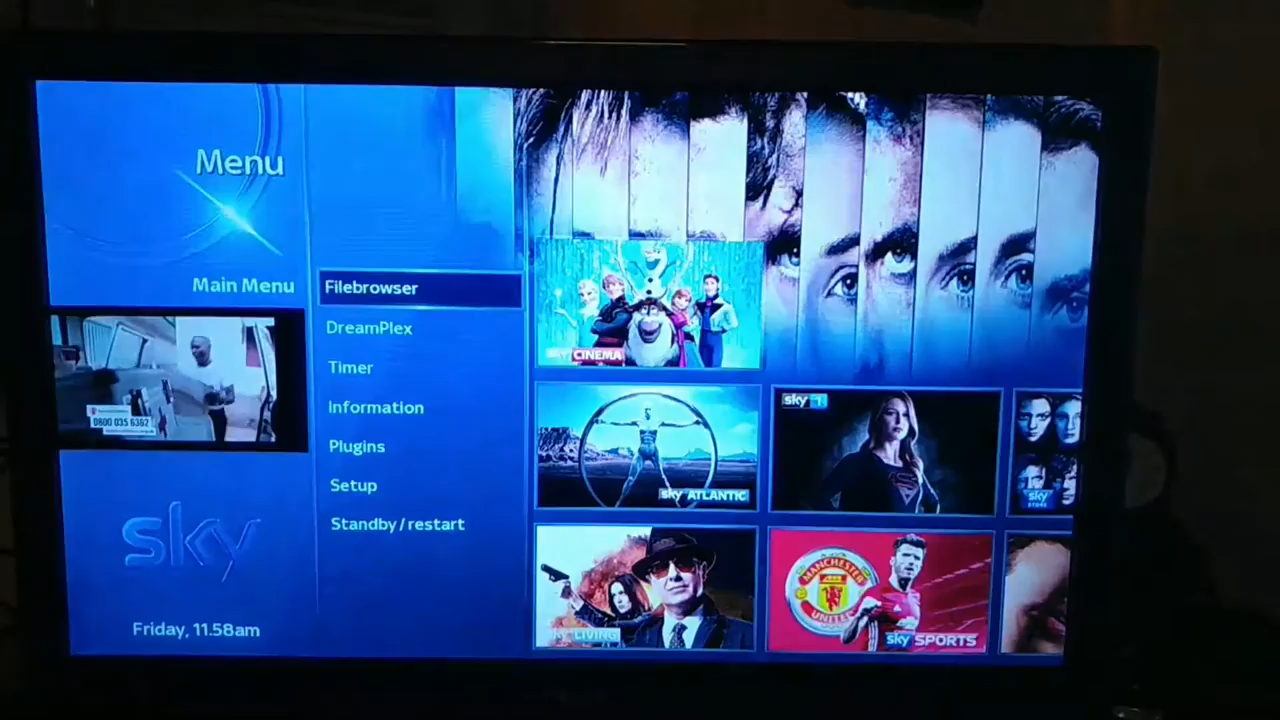 Menu
Main Menu
Filebrowser
DreamPlex
Timer
Information
Plugins
Setup
Standby/restart
0800 035 6362
sky
Friday, 11.58am
sky CINEMA
sky ATLANTIC
sky 1
sky
STORE
LIVING
MANCHESTER
UNITED
sky SPORTS